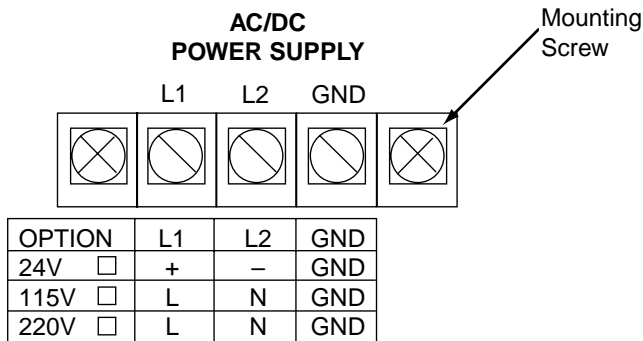 AC/DC
POWER SUPPLY
Mounting
Screw
L1 L2 GND
OPTION L1 L2 GND
24V □ + – GND
115V □ L N GND
220V □ L N GND